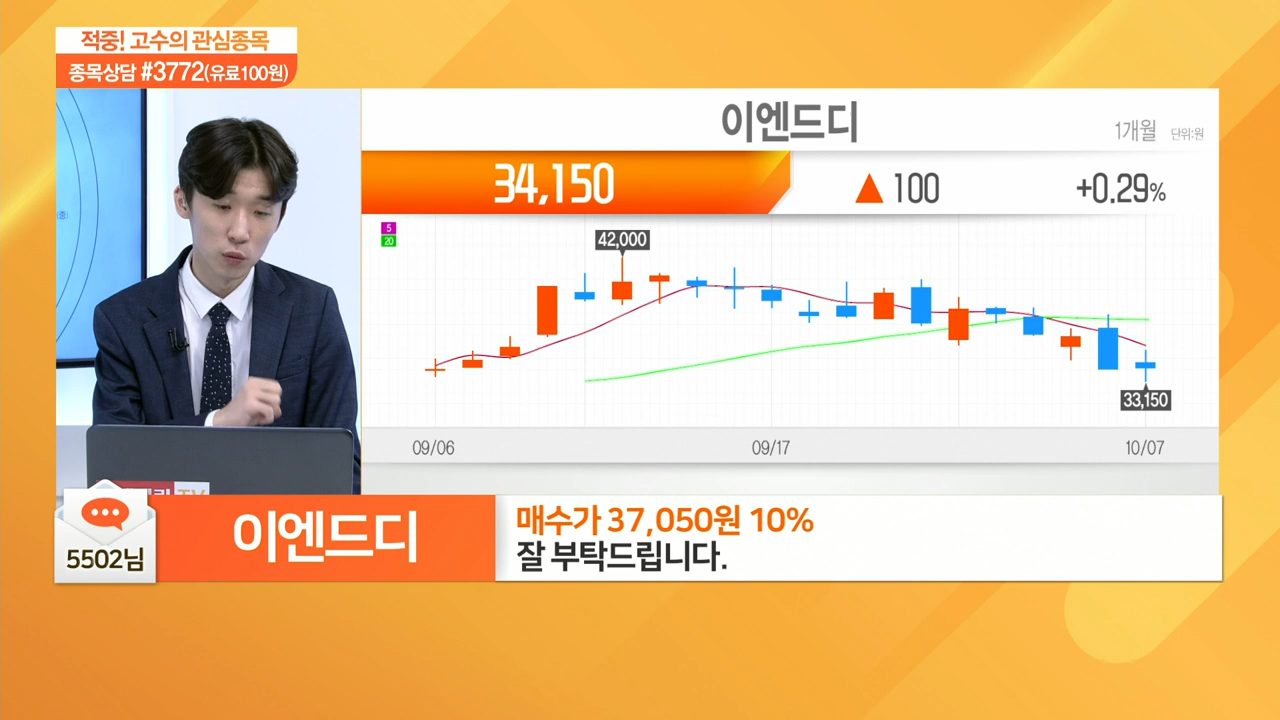 적중! 고수의 관심종목
종목상담 #3772(유료100원)
이엔드디
1개월 단위:원
34,150 ▲ 100 +0.29%
5
20
42,000
33,150
09/06 09/17 10/07
TV
5502님
이엔드디
매수가 37,050원 10%
잘 부탁드립니다.